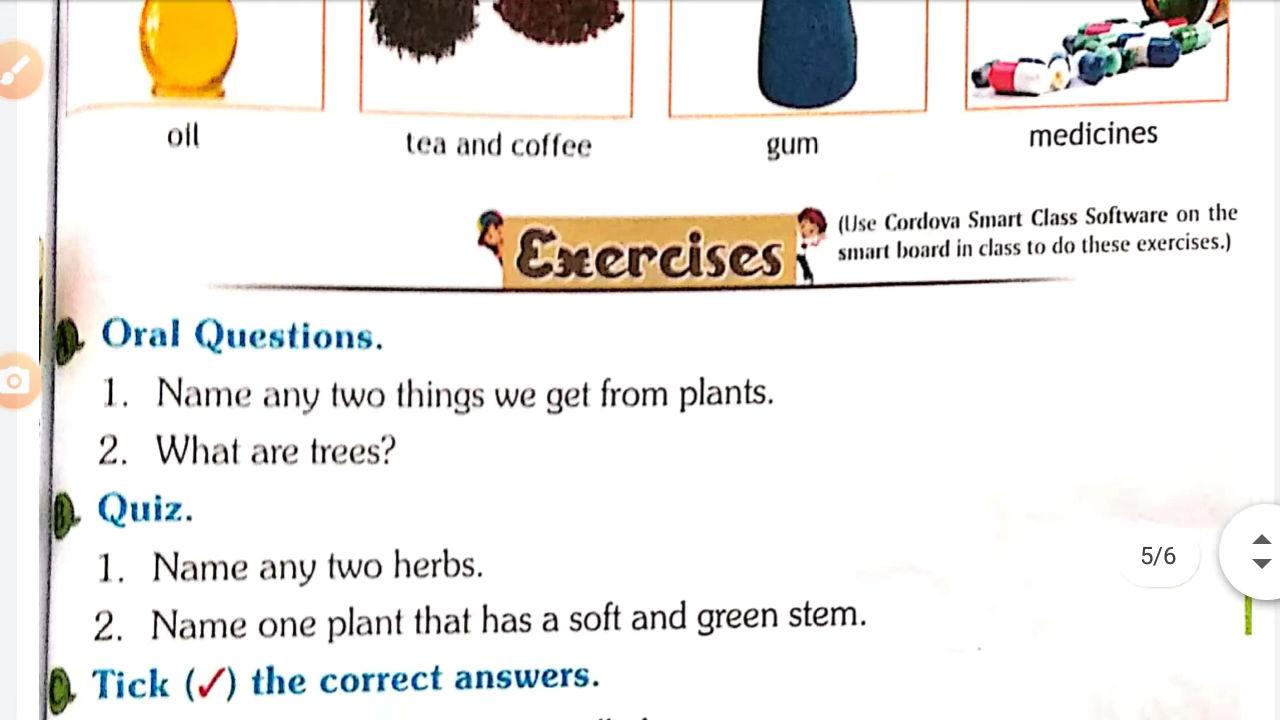 oil
tea and coffee
gum
medicines
Exercises
(Use Cordova Smart Class Software on the
smart board in class to do these exercises.)
A. Oral Questions.
1. Name any two things we get from plants.
2. What are trees?
B. Quiz.
1. Name any two herbs.
2. Name one plant that has a soft and green stem.
5/6
C. Tick (✓) the correct answers.